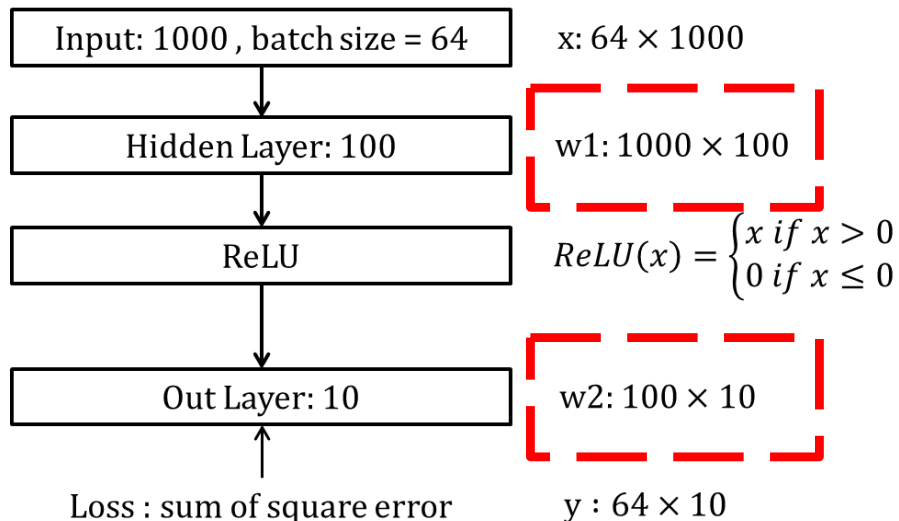 Input: 1000 , batch size = 64
x: 64 × 1000
Hidden Layer: 100
w1: 1000 × 100
ReLU
ReLU(x) = {x if x > 0
0 if x ≤ 0
Out Layer: 10
w2: 100 × 10
Loss : sum of square error
y : 64 × 10